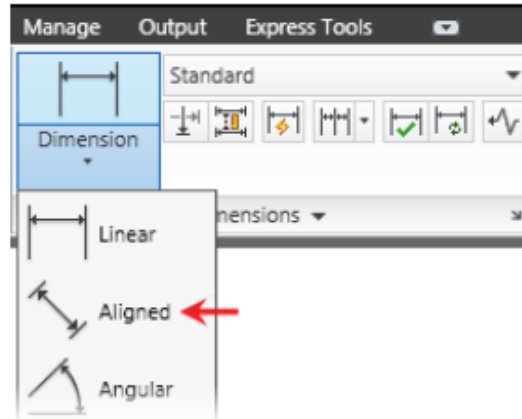 Manage Output Express Tools
Standard
Dimension
mensions
Linear
Aligned
Angular